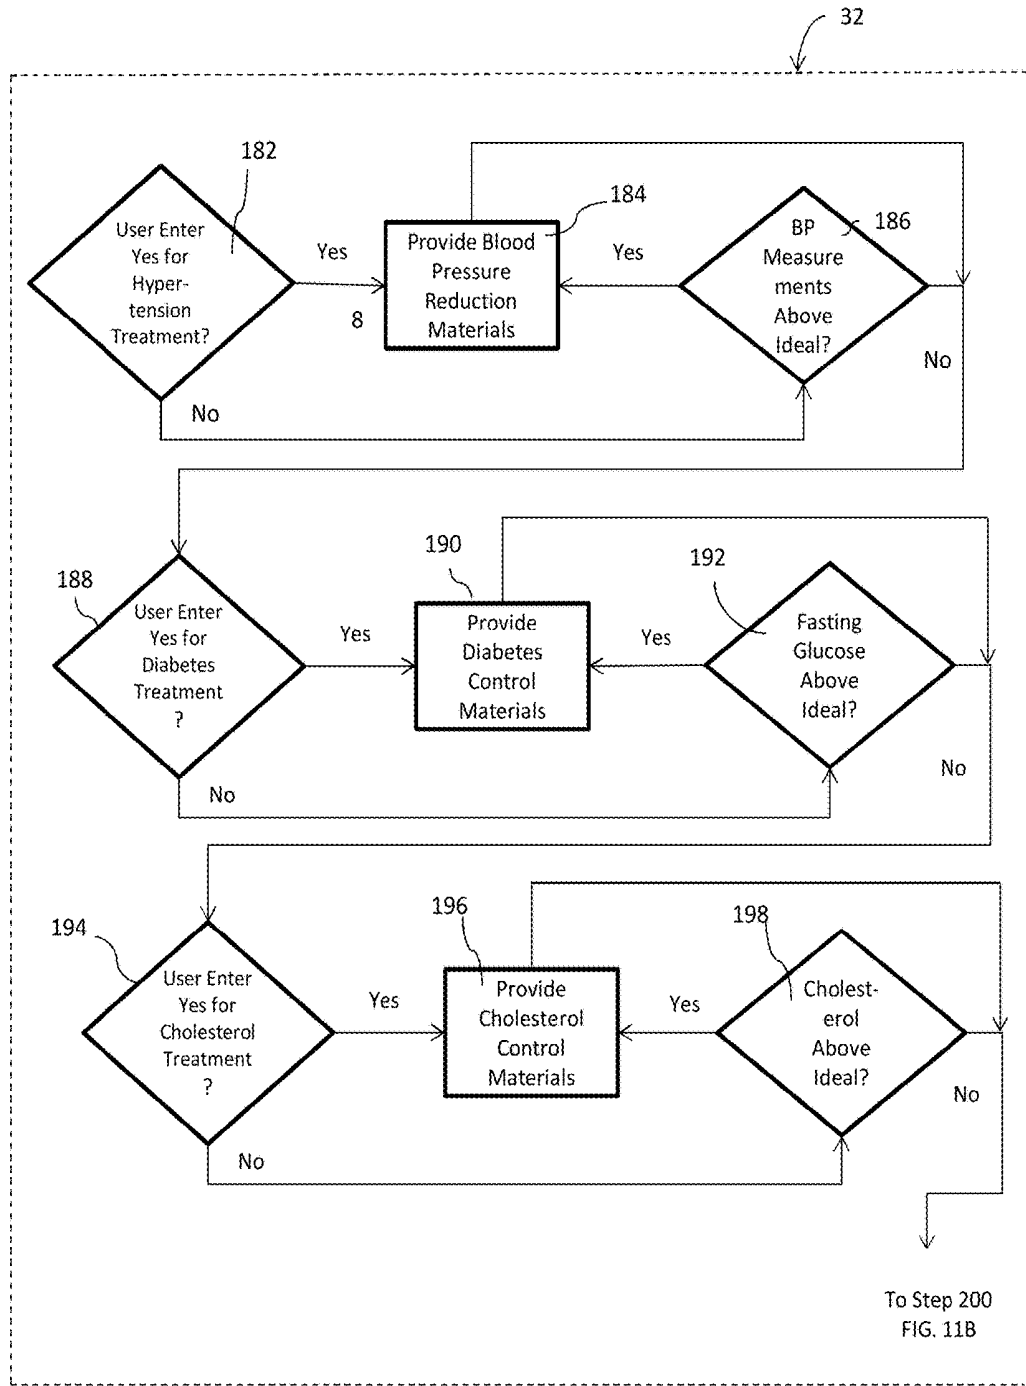 32
182
User Enter
Yes for
Hyper-
tension
Treatment?
Yes
8
No
184
Provide Blood
Pressure
Reduction
Materials
Yes
186
BP
Measure
ments
Above
Ideal?
No
188
User Enter
Yes for
Diabetes
Treatment
?
Yes
No
190
Provide
Diabetes
Control
Materials
Yes
192
Fasting
Glucose
Above
Ideal?
No
194
User Enter
Yes for
Cholesterol
Treatment
?
Yes
No
196
Provide
Cholesterol
Control
Materials
Yes
198
Cholest-
erol
Above
Ideal?
No
To Step 200
FIG. 11B